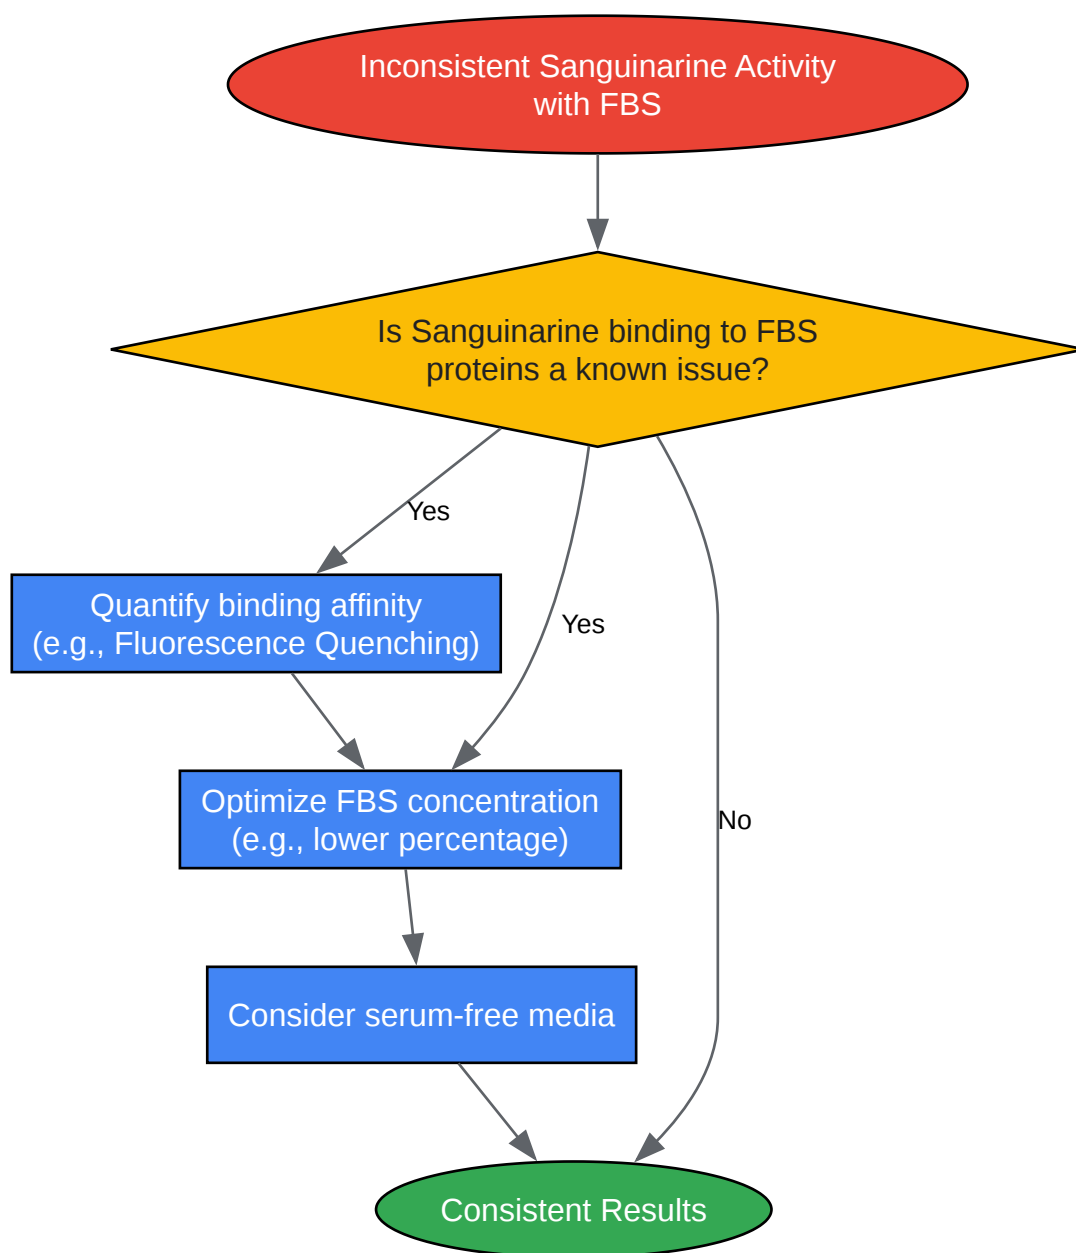 Inconsistent Sanguinarine Activity
with FBS
Is Sanguinarine binding to FBS
proteins a known issue?
Yes
Quantify binding affinity
(e.g., Fluorescence Quenching)
Yes
Optimize FBS concentration
(e.g., lower percentage)
No
Consider serum-free media
Consistent Results